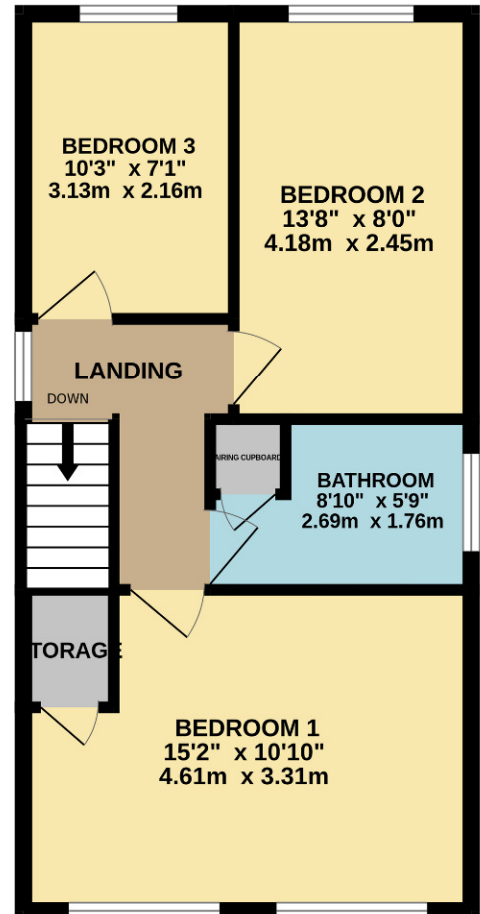 BEDROOM 3
10'3" x 7'1"
3.13m x 2.16m
BEDROOM 2
13'8" x 8'0"
4.18m x 2.45m
LANDING
DOWN
AIRING CUPBOARD
BATHROOM
8'10" x 5'9"
2.69m x 1.76m
STORAGE
BEDROOM 1
15'2" x 10'10"
4.61m x 3.31m